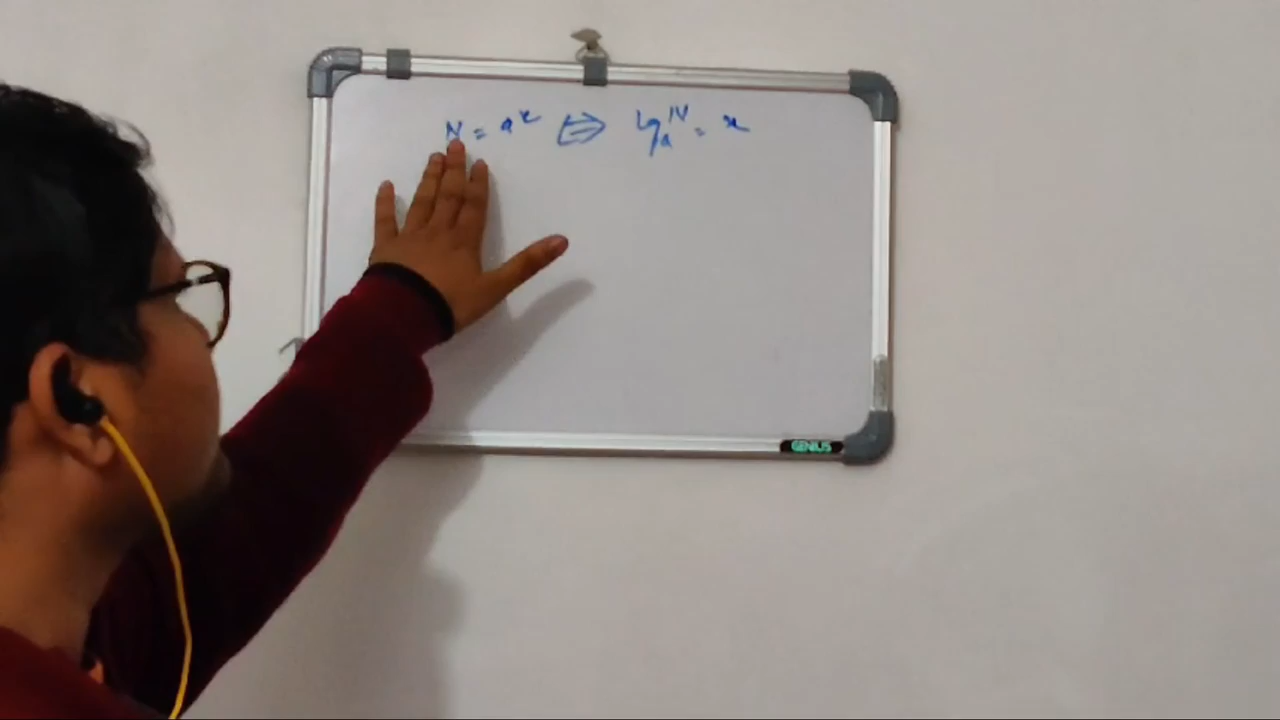 N = a^x ⇔ log_a^N = x
GENIUS